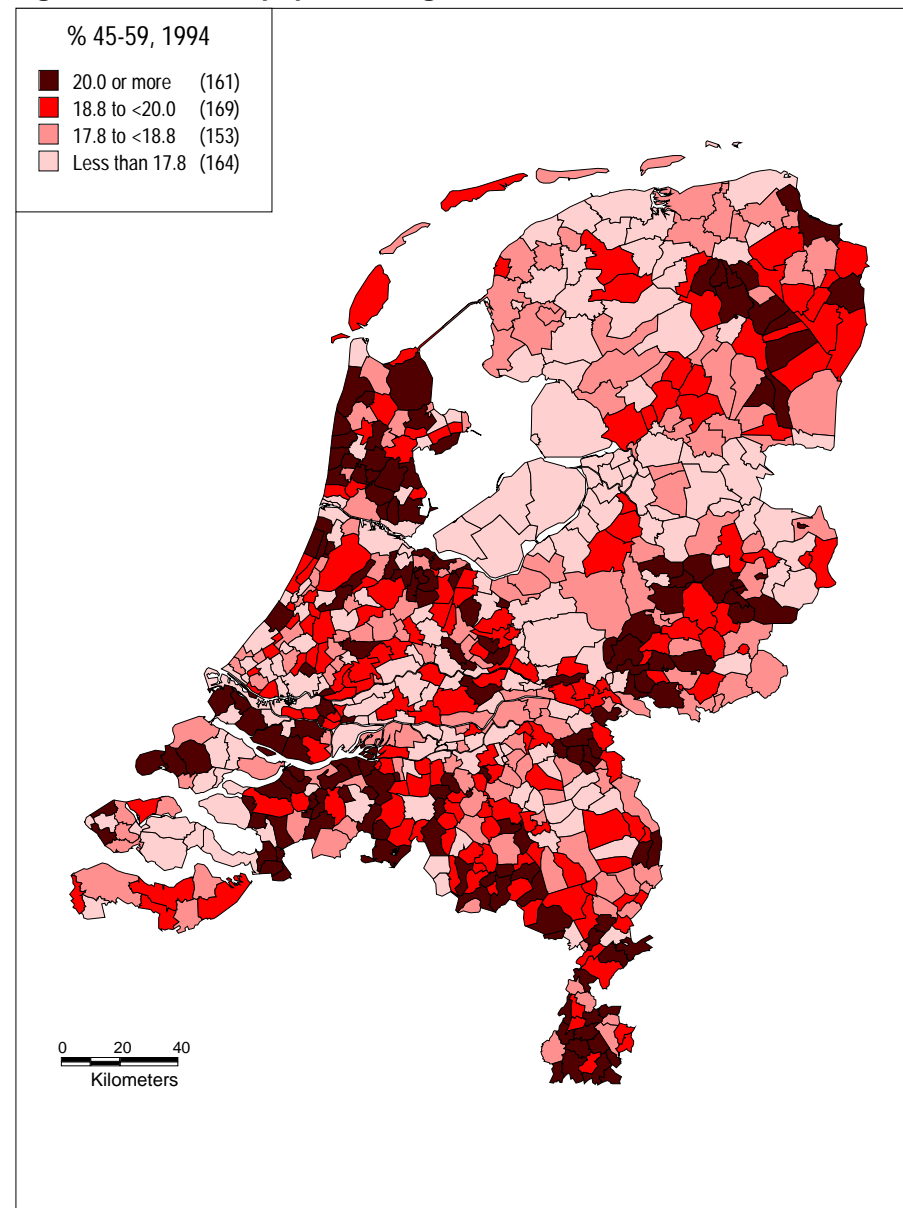 % 45-59, 1994
20.0 or more (161)
18.8 to <20.0 (169)
17.8 to <18.8 (153)
Less than 17.8 (164)
0 20 40
Kilometers